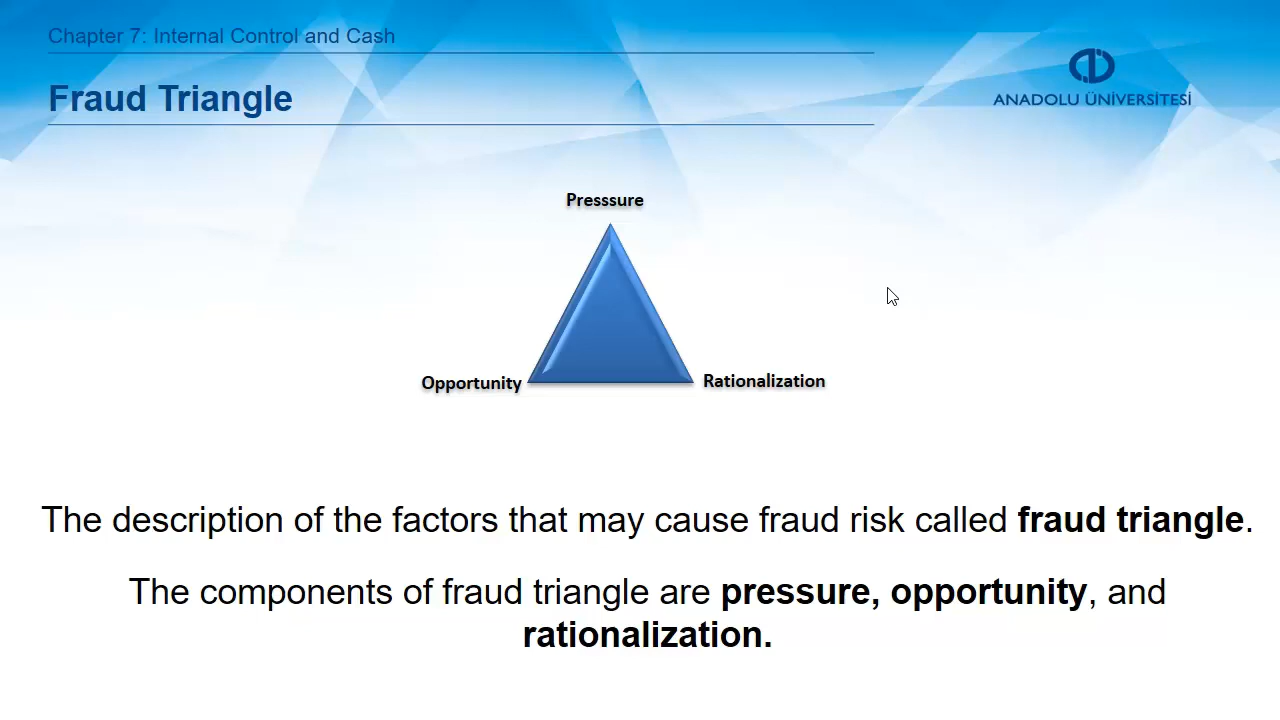 Chapter 7: Internal Control and Cash
Fraud Triangle
ANADOLU ÜNİVERSİTESİ
Presssure
Opportunity
Rationalization
The description of the factors that may cause fraud risk called fraud triangle.
The components of fraud triangle are pressure, opportunity, and
rationalization.